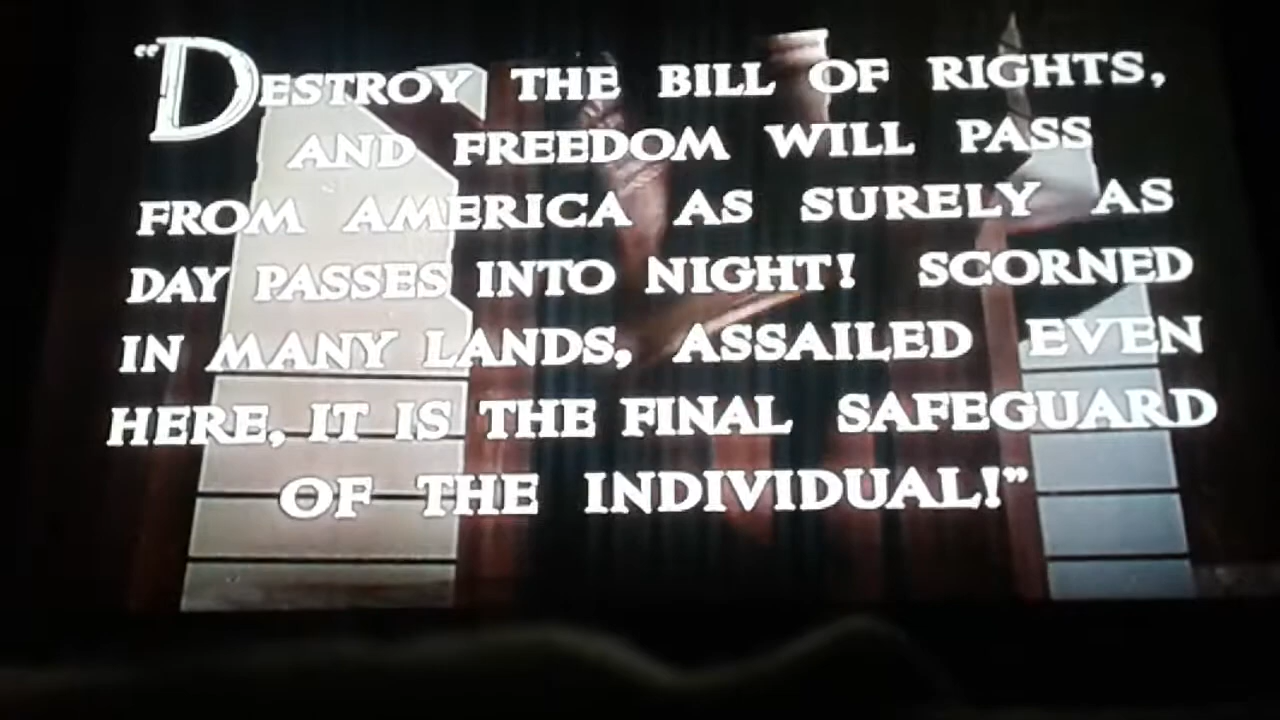 “DESTROY THE BILL OF RIGHTS,
AND FREEDOM WILL PASS
FROM AMERICA AS SURELY AS
DAY PASSES INTO NIGHT! SCORNED
IN MANY LANDS, ASSAILED EVEN
HERE, IT IS THE FINAL SAFEGUARD
OF THE INDIVIDUAL!”